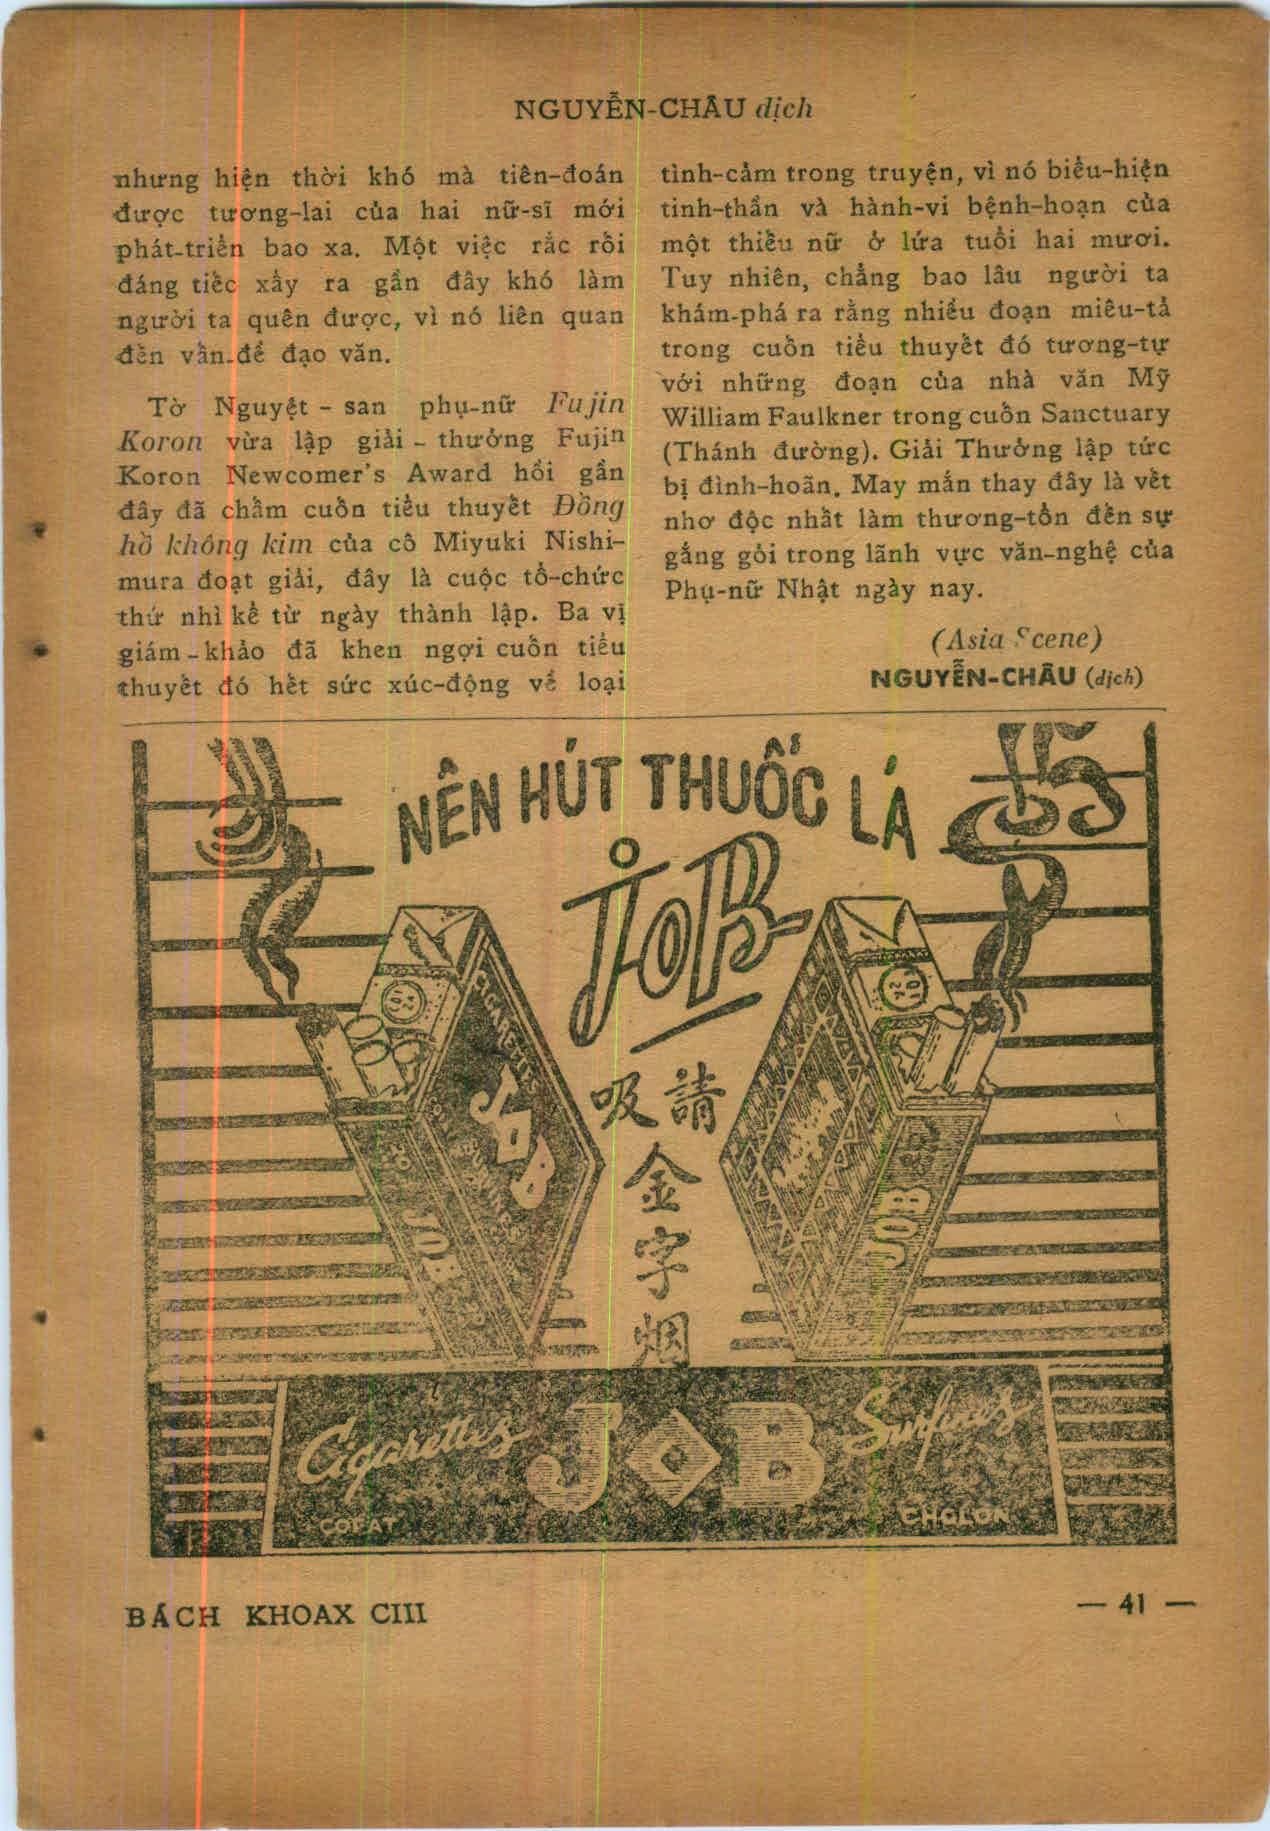 NGUYỄN-CHÂU dịch
nhưng hiện thời khó mà tiên-đoán
được tương-lai của hai nữ-sĩ mới
phát-triển bao xa. Một việc rắc rối
đáng tiếc xẩy ra gần đây khó làm
người ta quên được, vì nó liên quan
đến vấn-đề đạo văn.
Tờ Nguyệt - san phụ-nữ Fujin
Koron vừa lập giải - thưởng Fujin
Koron Newcomer's Award hồi gần
đây đã chấm cuốn tiểu thuyết Đồng
hồ không kim của cô Miyuki Nishi-
mura đoạt giải, đây là cuộc tổ-chức
thứ nhì kể từ ngày thành lập. Ba vị
giám - khảo đã khen ngợi cuốn tiểu
thuyết đó hết sức xúc-động về loại
tình-cảm trong truyện, vì nó biểu-hiện
tinh-thần và hành-vi bệnh-hoạn của
một thiếu nữ ở lứa tuổi hai mươi.
Tuy nhiên, chẳng bao lâu người ta
khám-phá ra rằng nhiều đoạn miêu-tả
trong cuốn tiểu thuyết đó tương-tự
với những đoạn của nhà văn Mỹ
William Faulkner trong cuốn Sanctuary
(Thánh đường). Giải Thưởng lập tức
bị đình-hoãn. May mắn thay đây là vết
nhơ độc nhất làm thương-tổn đến sự
gắng gỏi trong lãnh vực văn-nghệ của
Phụ-nữ Nhật ngày nay.
(Asia Scene)
NGUYỄN-CHÂU (dịch)
NÊN HÚT THUỐC LÁ
JOB
請吸
金
字
烟
CIGARETTES
JOB
JOB
JOB
Cigarettes JOB Surfines
COFAT CHOLON
BÁCH KHOAX CIII
— 41 —